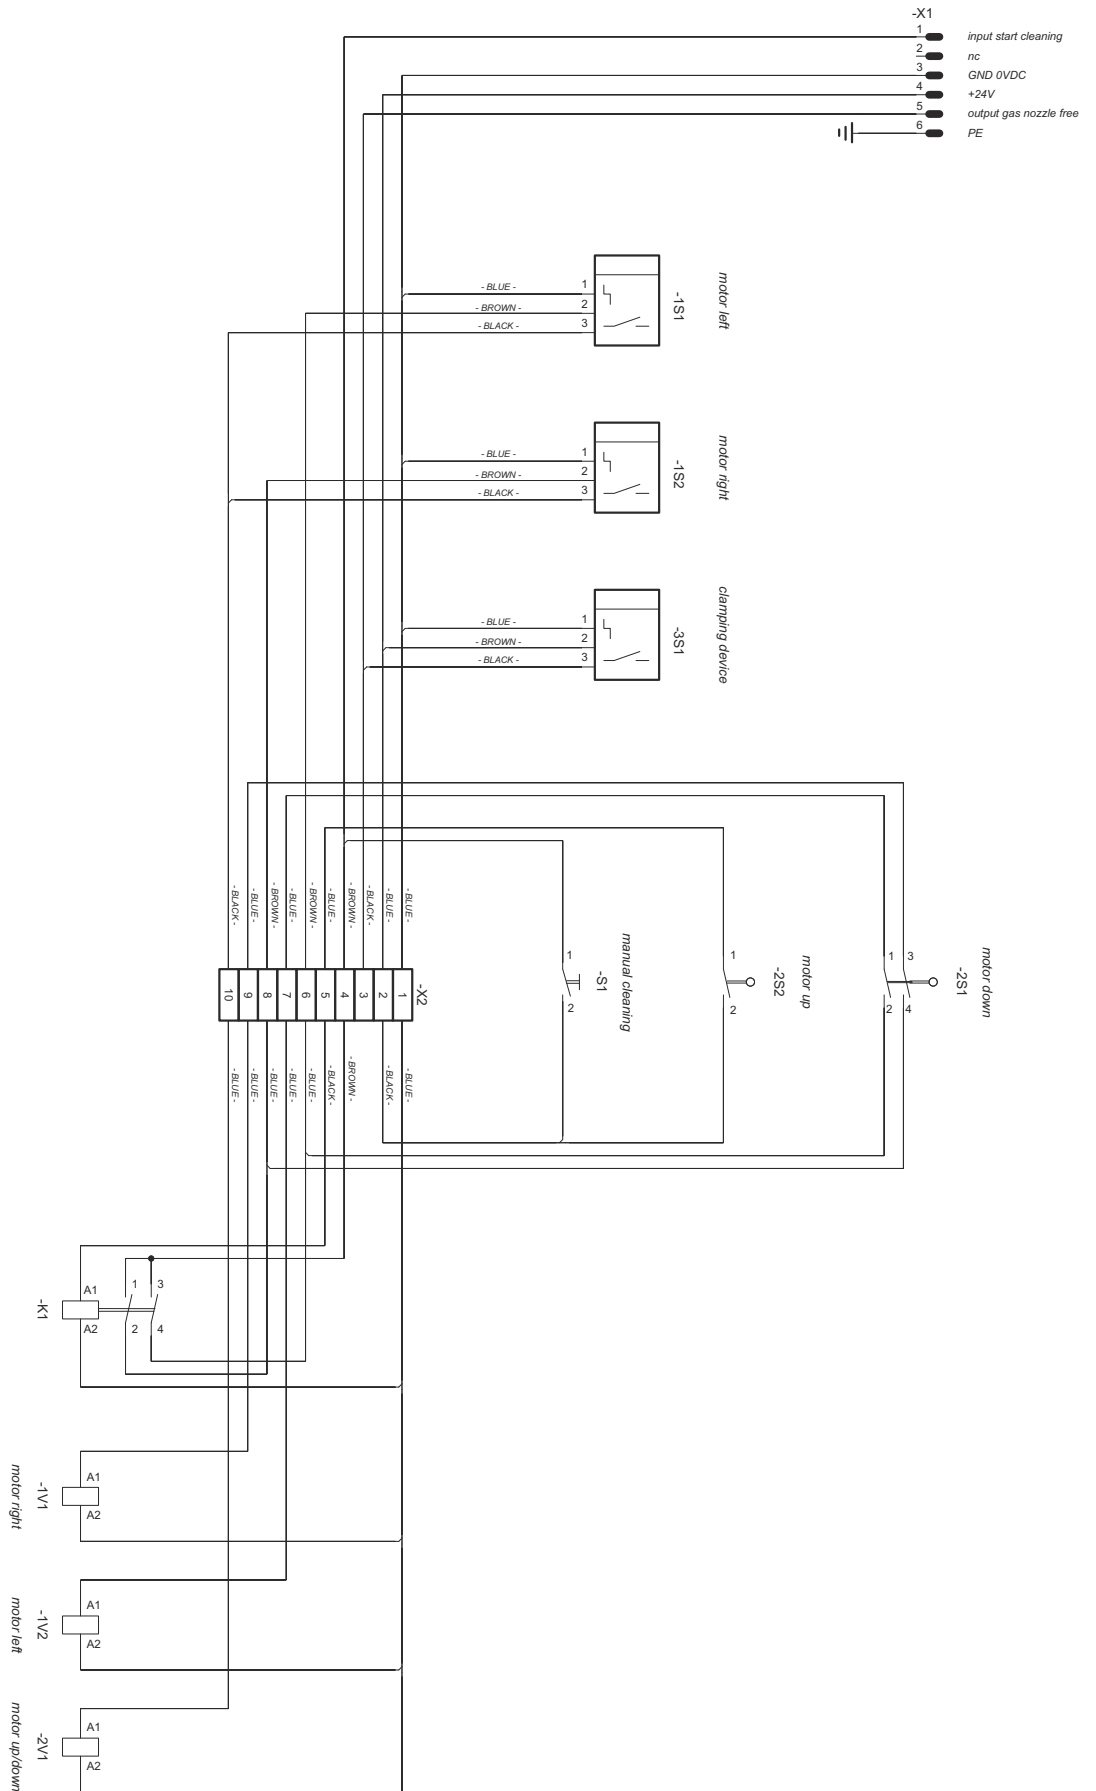 -X1
1
input start cleaning
2
nc
3
GND 0VDC
4
+24V
5
output gas nozzle free
6
PE
- BLUE -
1
- BROWN -
2
- BLACK -
3
-1S1
motor left
- BLUE -
1
- BROWN -
2
- BLACK -
3
-1S2
motor right
- BLUE -
1
- BROWN -
2
- BLACK -
3
-3S1
clamping device
- BLACK -
- BLUE -
- BROWN -
- BLUE -
- BROWN -
- BLUE -
- BROWN -
- BLACK -
- BLUE -
- BLUE -
10
9
8
7
6
5
4
3
2
1
-X2
1
2
-S1
manual cleaning
1
2
-2S2
motor up
1
3
2
4
-2S1
motor down
- BLUE -
- BLUE -
- BLUE -
- BLUE -
- BLUE -
- BLACK -
- BROWN -
- BLACK -
- BLUE -
-K1
A1
A2
1
3
2
4
motor right
-1V1
A1
A2
motor left
-1V2
A1
A2
motor up/down
-2V1
A1
A2